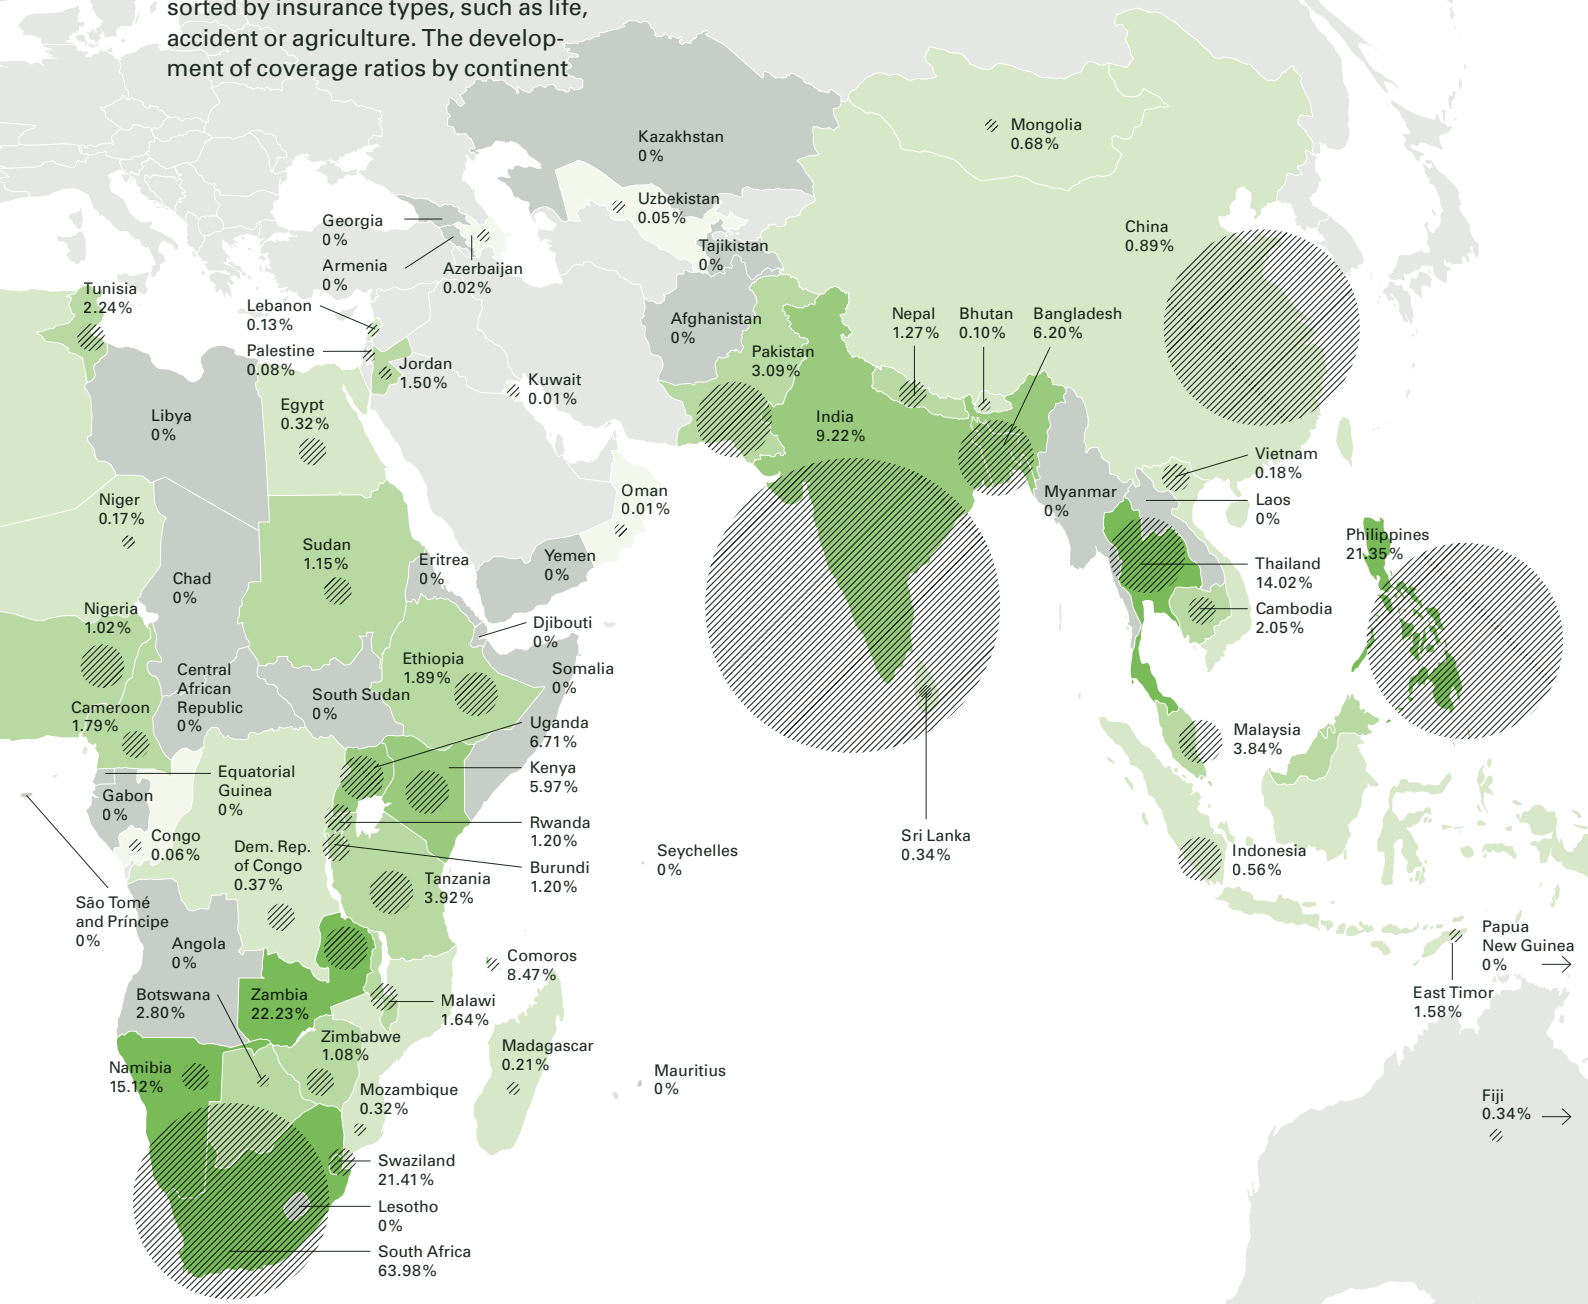 sorted by insurance types, such as life,
accident or agriculture. The develop-
ment of coverage ratios by continent
Kazakhstan
0%
Mongolia
0.68%
Uzbekistan
0.05%
Georgia
0%
Tajikistan
0%
China
0.89%
Armenia
0%
Azerbaijan
0.02%
Tunisia
2.24%
Lebanon
0.13%
Palestine
0.08%
Jordan
1.50%
Kuwait
0.01%
Afghanistan
0%
Pakistan
3.09%
Nepal
1.27%
Bhutan
0.10%
Bangladesh
6.20%
Libya
0%
Egypt
0.32%
India
9.22%
Vietnam
0.18%
Niger
0.17%
Oman
0.01%
Myanmar
0%
Laos
0%
Philippines
21.35%
Sudan
1.15%
Eritrea
0%
Yemen
0%
Thailand
14.02%
Chad
0%
Nigeria
1.02%
Djibouti
0%
Cambodia
2.05%
Ethiopia
1.89%
Somalia
0%
Central
African
Republic
0%
South Sudan
0%
Cameroon
1.79%
Uganda
6.71%
Malaysia
3.84%
Equatorial
Guinea
0%
Kenya
5.97%
Gabon
0%
Congo
0.06%
Dem. Rep.
of Congo
0.37%
Rwanda
1.20%
Burundi
1.20%
Seychelles
0%
Sri Lanka
0.34%
Indonesia
0.56%
Tanzania
3.92%
São Tomé
and Príncipe
0%
Angola
0%
Comoros
8.47%
Papua
New Guinea
0%
Botswana
2.80%
Zambia
22.23%
Malawi
1.64%
East Timor
1.58%
Zimbabwe
1.08%
Madagascar
0.21%
Namibia
15.12%
Mauritius
0%
Mozambique
0.32%
Fiji
0.34%
Swaziland
21.41%
Lesotho
0%
South Africa
63.98%